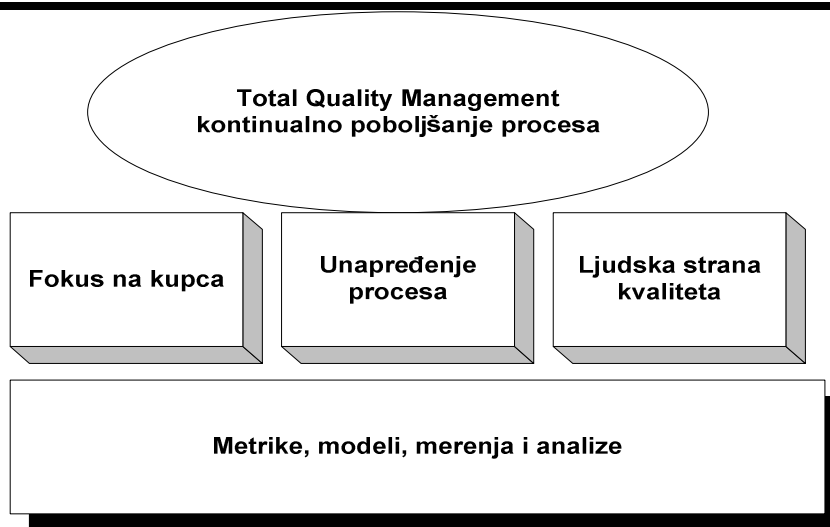 Total Quality Management
kontinualno poboljšanje procesa
Fokus na kupca
Unapređenje
procesa
Ljudska strana
kvaliteta
Metrike, modeli, merenja i analize